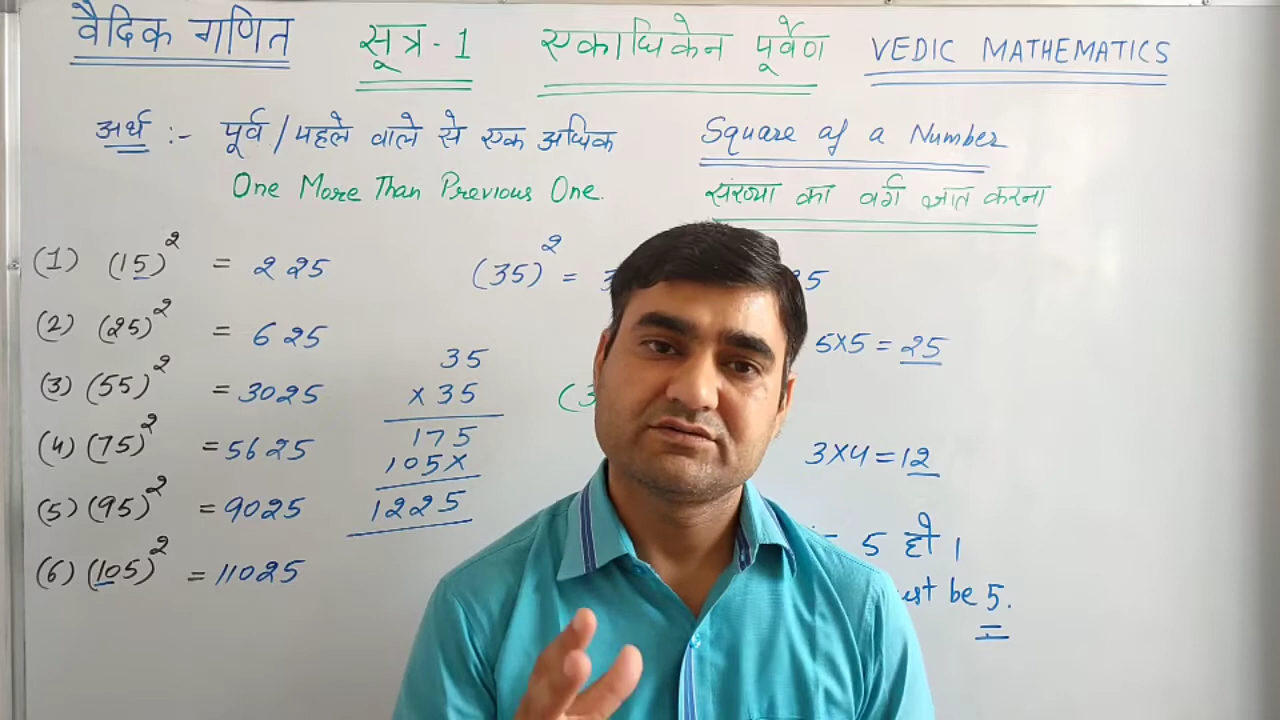 वैदिक गणित सूत्र-1 एकाधिकेन पूर्वेण VEDIC MATHEMATICS
अर्थ :- पूर्व/पहले वाले से एक अधिक
One More Than Previous One.
Square of a Number
संख्या का वर्ग ज्ञात करना
(1) (15)² = 225
(2) (25)² = 625
(3) (55)² = 3025
(4) (75)² = 5625
(5) (95)² = 9025
(6) (105)² = 11025
35
×35
175
105×
1225
(35)² = 3
5
5×5 = 25
(3
3×4 = 12
5 हो।
be 5.